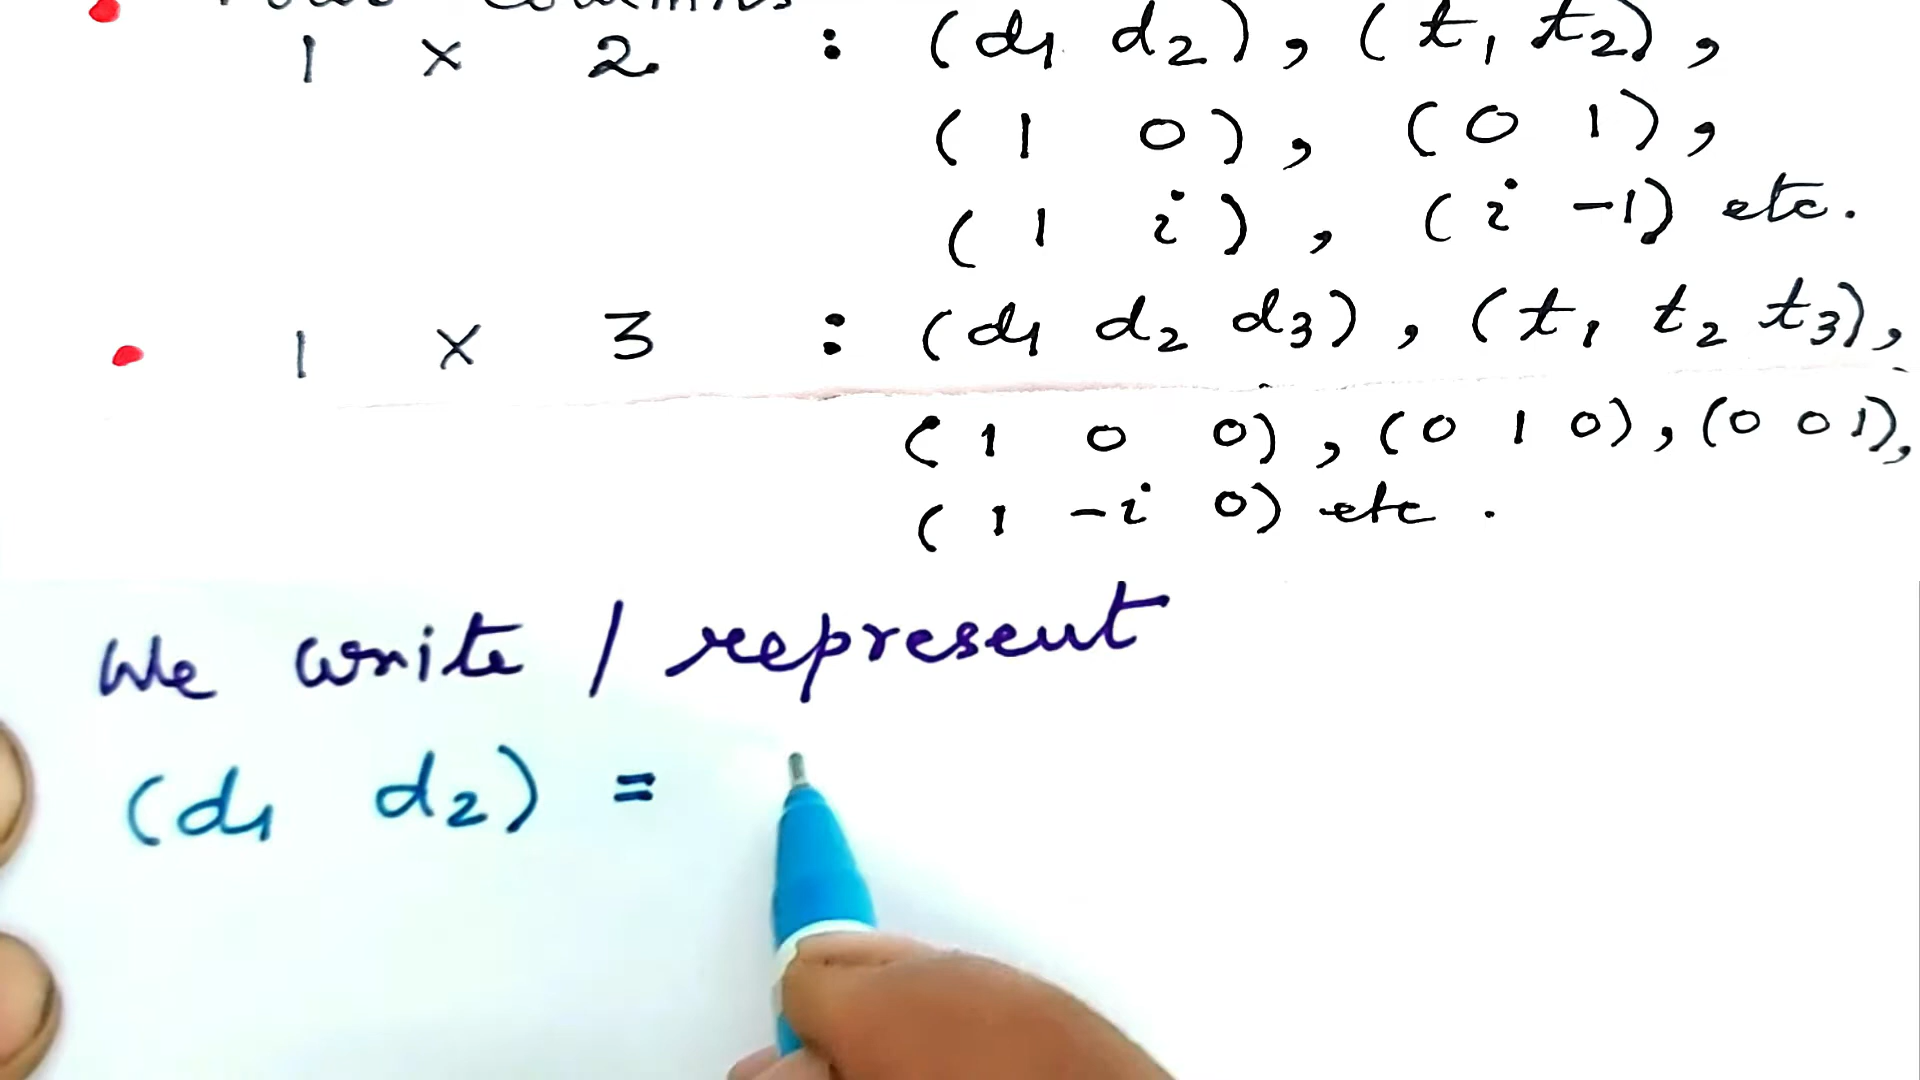 1 × 2 : (d1 d2), (t1 t2),
(1 0), (0 1),
(1 i), (i -1) etc.
1 × 3 : (d1 d2 d3), (t1 t2 t3),
(1 0 0), (0 1 0), (0 0 1),
(1 -i 0) etc.
We write / represent
(d1 d2) =